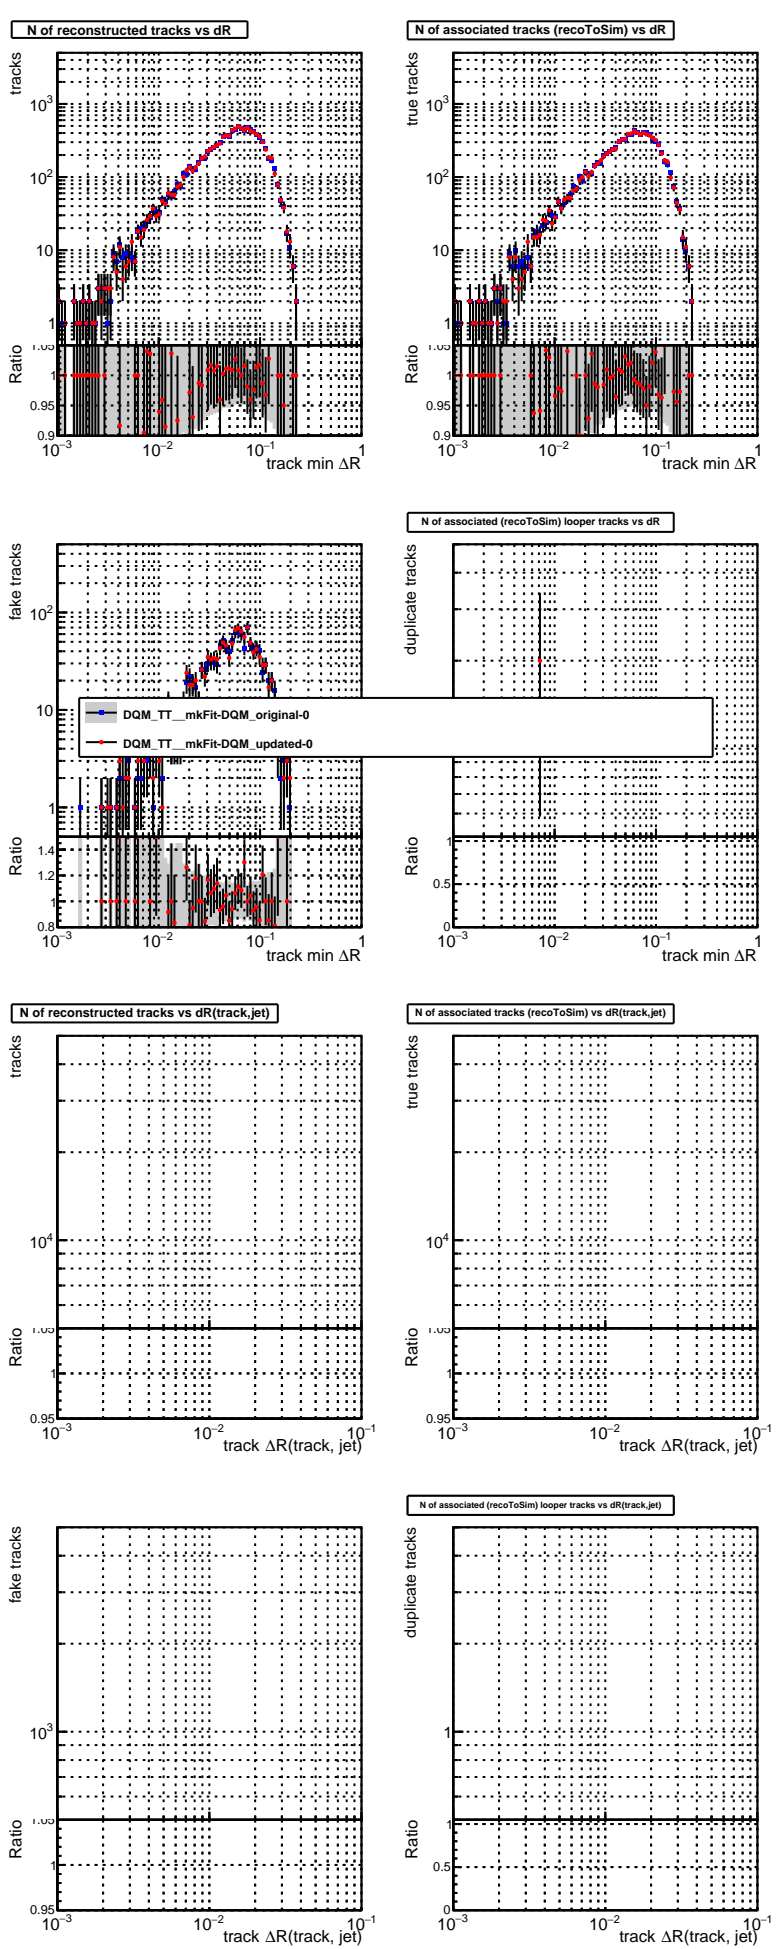 N of reconstructed tracks vs dR
N of associated tracks (recoToSim) vs dR
tracks
10³
10²
10
1
true tracks
10³
10²
10
1
Ratio
1.05
1
0.95
0.9
10⁻³ 10⁻² 10⁻¹ 1
track min ΔR
Ratio
1.05
1
0.95
0.9
10⁻³ 10⁻² 10⁻¹ 1
track min ΔR
N of associated (recoToSim) looper tracks vs dR
fake tracks
10²
10
1
duplicate tracks
DQM_TT__mkFit-DQM_original-0
DQM_TT__mkFit-DQM_updated-0
Ratio
1.4
1.2
1
0.8
10⁻³ 10⁻² 10⁻¹ 1
track min ΔR
Ratio
1
0.5
0
10⁻³ 10⁻² 10⁻¹ 1
track min ΔR
N of reconstructed tracks vs dR(track,jet)
N of associated tracks (recoToSim) vs dR(track,jet)
tracks
10⁴
true tracks
10⁴
Ratio
1.05
1
0.95
10⁻³ 10⁻² 10⁻¹
track ΔR(track, jet)
Ratio
1.05
1
0.95
10⁻³ 10⁻² 10⁻¹
track ΔR(track, jet)
N of associated (recoToSim) looper tracks vs dR(track,jet)
fake tracks
10³
duplicate tracks
1
Ratio
1.05
1
0.95
10⁻³ 10⁻² 10⁻¹
track ΔR(track, jet)
Ratio
1
0.5
0
10⁻³ 10⁻² 10⁻¹
track ΔR(track, jet)